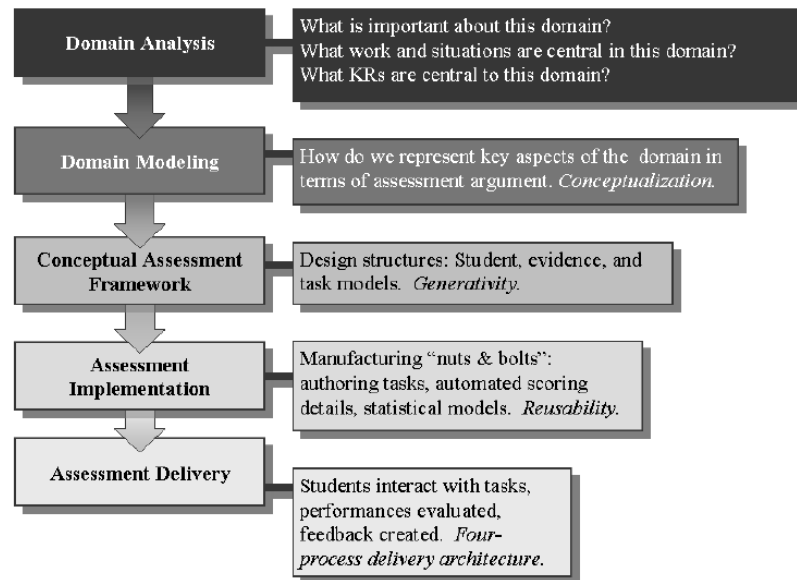 Domain Analysis
What is important about this domain?
What work and situations are central in this domain?
What KRs are central to this domain?
Domain Modeling
How do we represent key aspects of the domain in
terms of assessment argument. Conceptualization.
Conceptual Assessment
Framework
Design structures: Student, evidence, and
task models. Generativity.
Assessment
Implementation
Manufacturing “nuts & bolts”:
authoring tasks, automated scoring
details, statistical models. Reusability.
Assessment Delivery
Students interact with tasks,
performances evaluated,
feedback created. Four-
process delivery architecture.